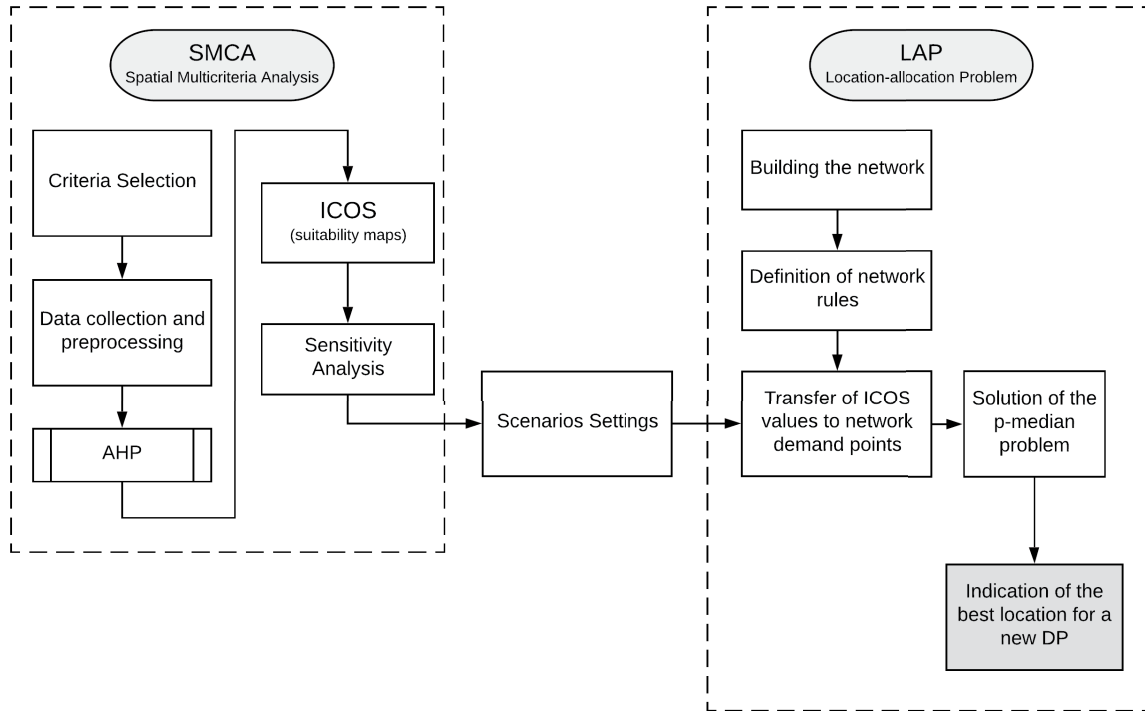 SMCA
Spatial Multicriteria Analysis
Criteria Selection
Data collection and
preprocessing
AHP
ICOS
(suitability maps)
Sensitivity
Analysis
Scenarios Settings
LAP
Location-allocation Problem
Building the network
Definition of network
rules
Transfer of ICOS
values to network
demand points
Solution of the
p-median
problem
Indication of the
best location for a
new DP